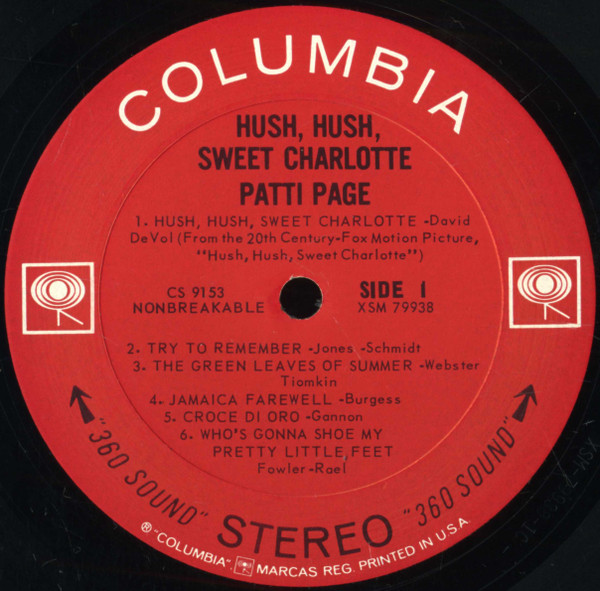 COLUMBIA
HUSH, HUSH,
SWEET CHARLOTTE
PATTI PAGE
1. HUSH, HUSH, SWEET CHARLOTTE -David
DeVol (From the 20th Century-Fox Motion Picture,
"Hush, Hush, Sweet Charlotte")
CS 9153
NONBREAKABLE
SIDE 1
XSM 79938
2. TRY TO REMEMBER -Jones -Schmidt
3. THE GREEN LEAVES OF SUMMER -Webster
Tiomkin
4. JAMAICA FAREWELL -Burgess
5. CROCE DI ORO -Gannon
6. WHO'S GONNA SHOE MY
PRETTY LITTLE FEET
Fowler-Rael
"360 SOUND" STEREO "360 SOUND"
® "COLUMBIA", MARCAS REG. PRINTED IN U.S.A.